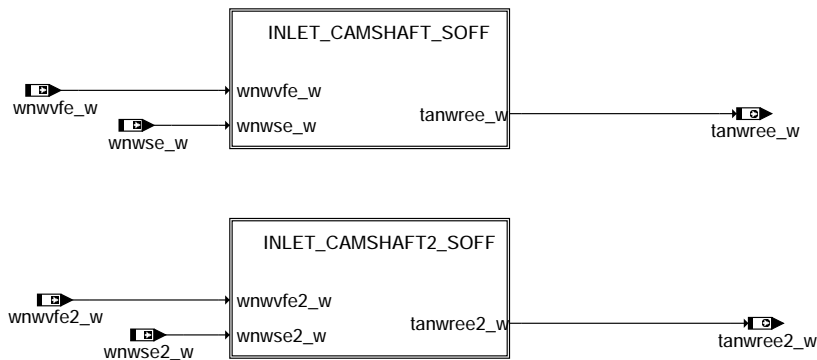 INLET_CAMSHAFT_SOFF
wnwvfe_w
wnwvfe_w
wnwse_w
wnwse_w
tanwree_w
tanwree_w
INLET_CAMSHAFT2_SOFF
wnwvfe2_w
wnwvfe2_w
wnwse2_w
wnwse2_w
tanwree2_w
tanwree2_w